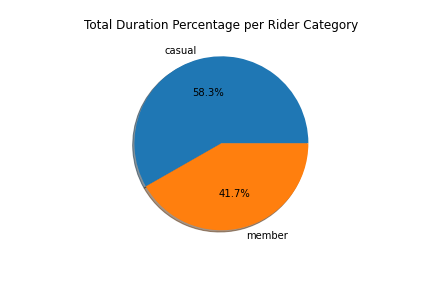 Total Duration Percentage per Rider Category
casual
58.3%
41.7%
member